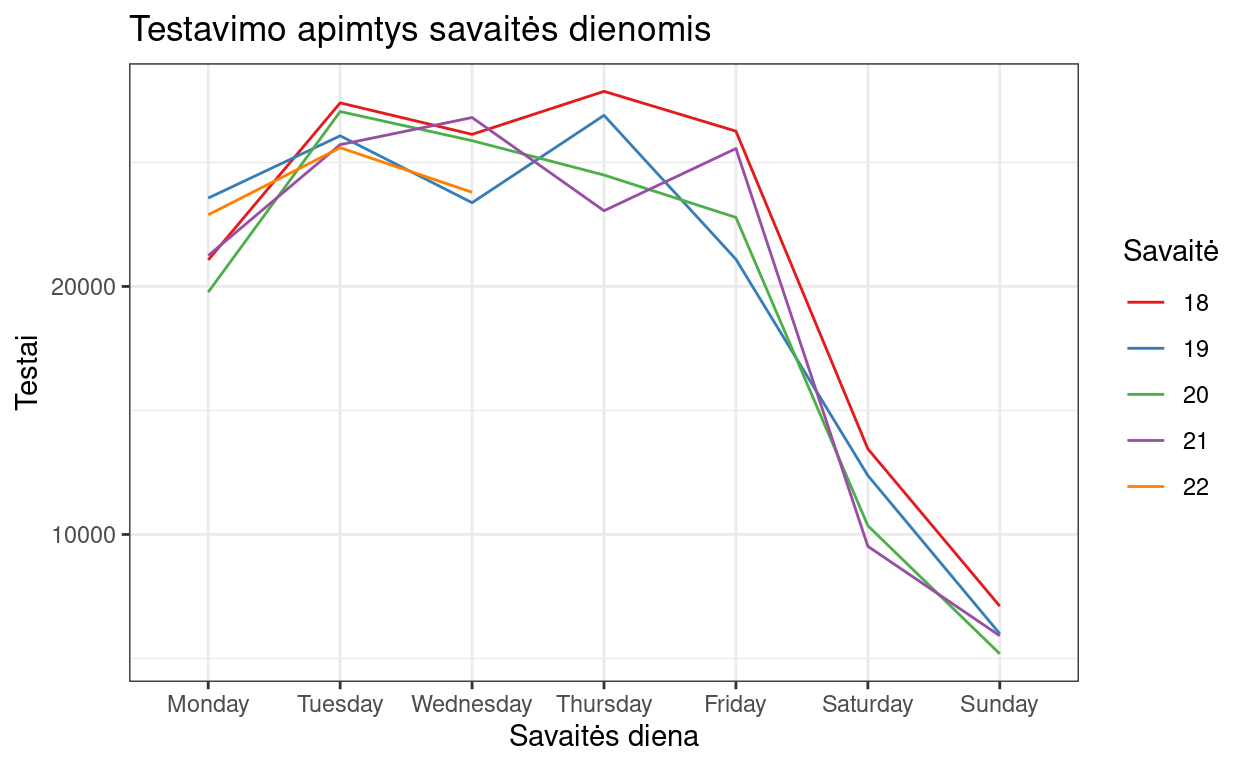 Testavimo apimtys savaitės dienomis
Testai
20000
10000
Monday Tuesday Wednesday Thursday Friday Saturday Sunday
Savaitės diena
Savaitė
18
19
20
21
22